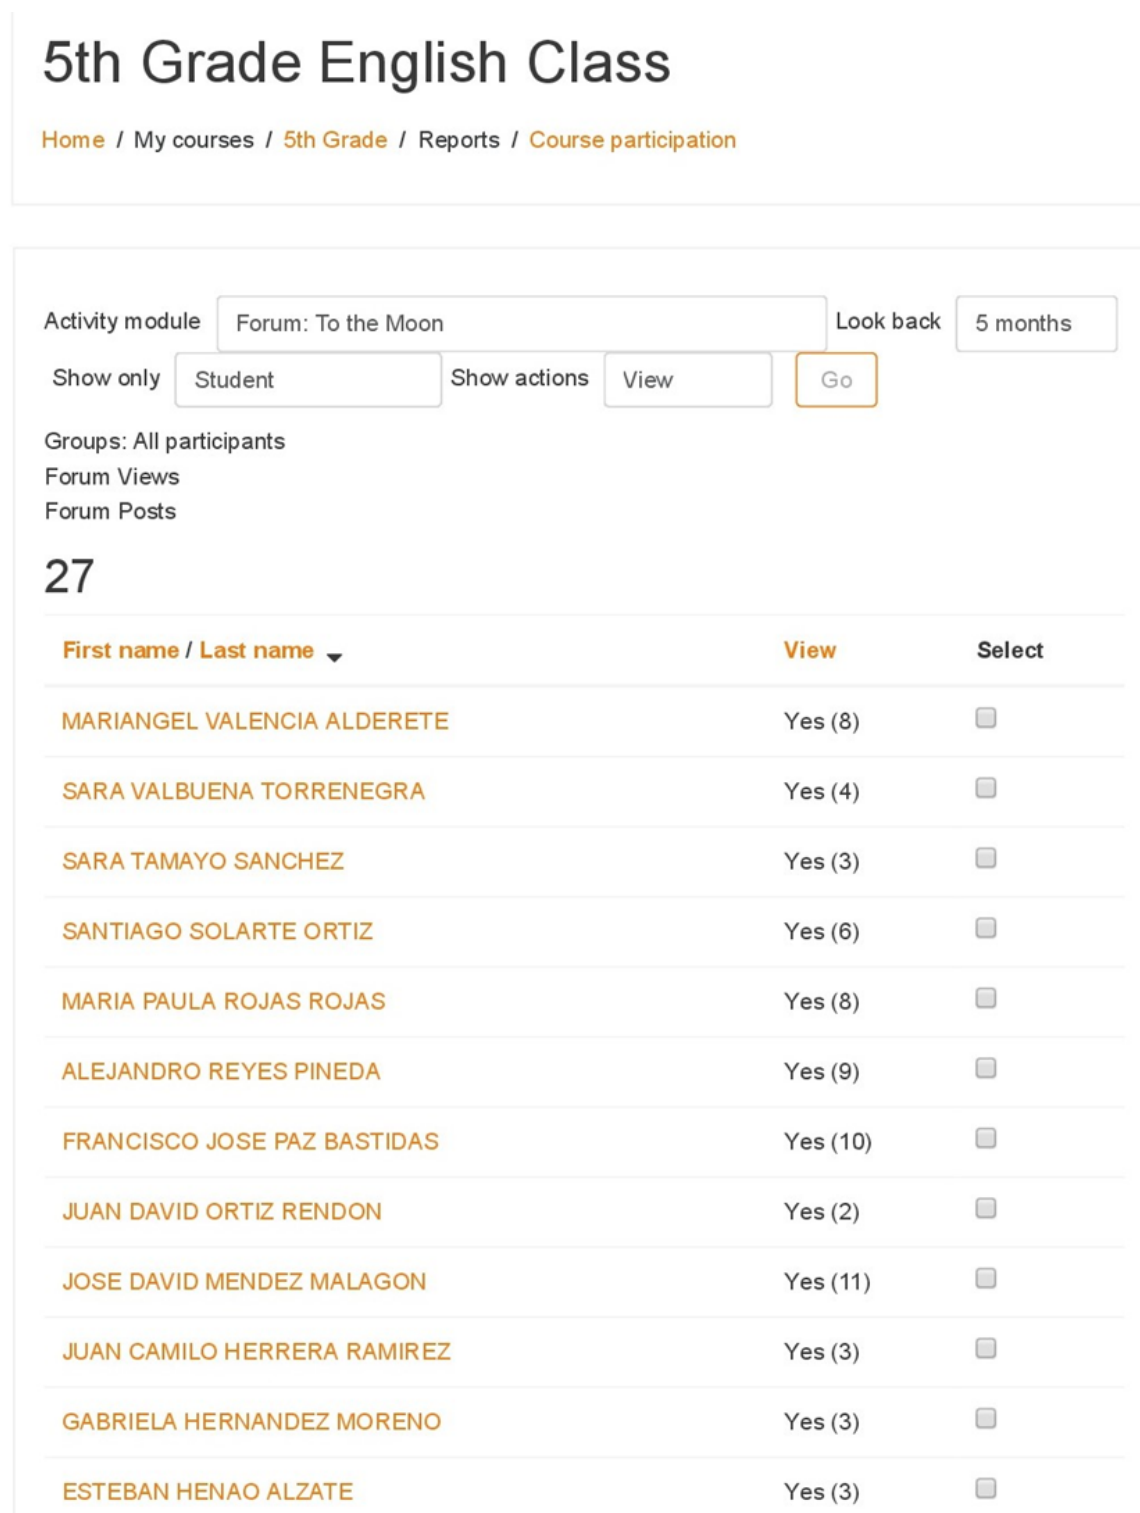 5th Grade English Class
Home / My courses / 5th Grade / Reports / Course participation
Activity module Forum: To the Moon Look back 5 months
Show only Student Show actions View Go
Groups: All participants
Forum Views
Forum Posts
27
First name / Last name View Select
MARIANGEL VALENCIA ALDERETE Yes (8)
SARA VALBUENA TORRENEGRA Yes (4)
SARA TAMAYO SANCHEZ Yes (3)
SANTIAGO SOLARTE ORTIZ Yes (6)
MARIA PAULA ROJAS ROJAS Yes (8)
ALEJANDRO REYES PINEDA Yes (9)
FRANCISCO JOSE PAZ BASTIDAS Yes (10)
JUAN DAVID ORTIZ RENDON Yes (2)
JOSE DAVID MENDEZ MALAGON Yes (11)
JUAN CAMILO HERRERA RAMIREZ Yes (3)
GABRIELA HERNANDEZ MORENO Yes (3)
ESTEBAN HENAO ALZATE Yes (3)